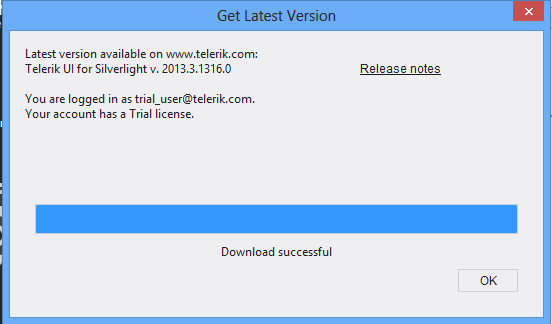 Get Latest Version
Latest version available on www.telerik.com:
Telerik UI for Silverlight v. 2013.3.1316.0
Release notes
You are logged in as trial_user@telerik.com.
Your account has a Trial license.
Download successful
OK